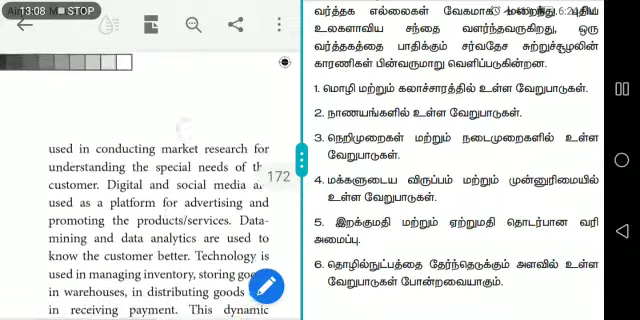 13:08 STOP
used in conducting market research for
understanding the special needs of
customer. Digital and social media
used as a platform for advertising and
promoting the products/services. Data-
mining and data analytics are used to
know the customer better. Technology is
used in managing inventory, storing
in warehouses, in distributing goods
in receiving payment. This dynamic
172
வர்த்தக எல்லைகள் வேகமாக மறைந்து, புதிய
உலகளாவிய சந்தை வளர்ந்தவருகிறது, ஒரு
வர்த்தகத்தை பாதிக்கும் சர்வதேச சுற்றுச்சூழலின்
காரணிகள் பின்வருமாறு வெளிப்படுகின்றன.
1. மொழி மற்றும் கலாச்சாரத்தில் உள்ள வேறுபாடுகள்.
2. நாணயங்களில் உள்ள வேறுபாடுகள்.
3. நெறிமுறைகள் மற்றும் நடைமுறைகளில் உள்ள
வேறுபாடுகள்.
4. மக்களுடைய விருப்பம் மற்றும் முன்னுரிமையில்
உள்ள வேறுபாடுகள்.
5. இறக்குமதி மற்றும் ஏற்றுமதி தொடர்பான வரி
அமைப்பு.
6. தொழில்நுட்பத்தை தேர்ந்தெடுக்கும் அளவில் உள்ள
வேறுபாடுகள் போன்றவையாகும்.